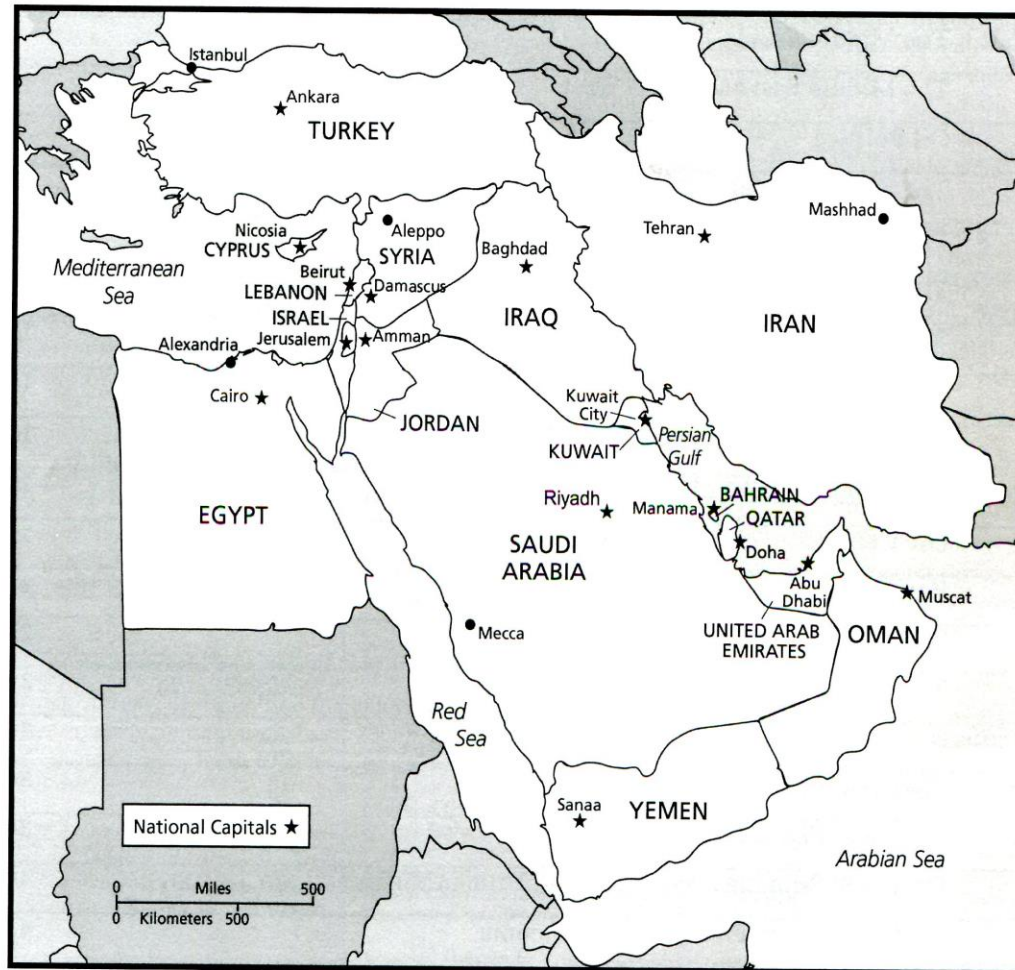 Istanbul
Ankara
TURKEY
Mashhad
Tehran
Nicosia
CYPRUS
Aleppo
SYRIA
Baghdad
Mediterranean
Sea
Beirut
LEBANON
Damascus
ISRAEL
IRAQ
IRAN
Jerusalem
Amman
Alexandria
Cairo
JORDAN
Kuwait
City
KUWAIT
Persian
Gulf
EGYPT
Riyadh
Manama
BAHRAIN
QATAR
SAUDI
ARABIA
Doha
Abu
Dhabi
Muscat
Mecca
UNITED ARAB
EMIRATES
OMAN
Red
Sea
Sanaa
YEMEN
National Capitals ★
Arabian Sea
0 Miles 500
0 Kilometers 500